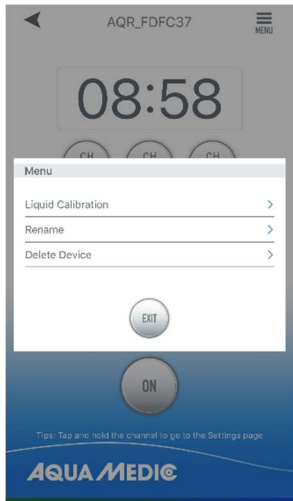 AQR_FDFC37
MENU
08:58
CH CH CH
Menu
Liquid Calibration
Rename
Delete Device
EXIT
ON
Tips: Tap and hold the channel to go to the Settings page
AQUA MEDIC